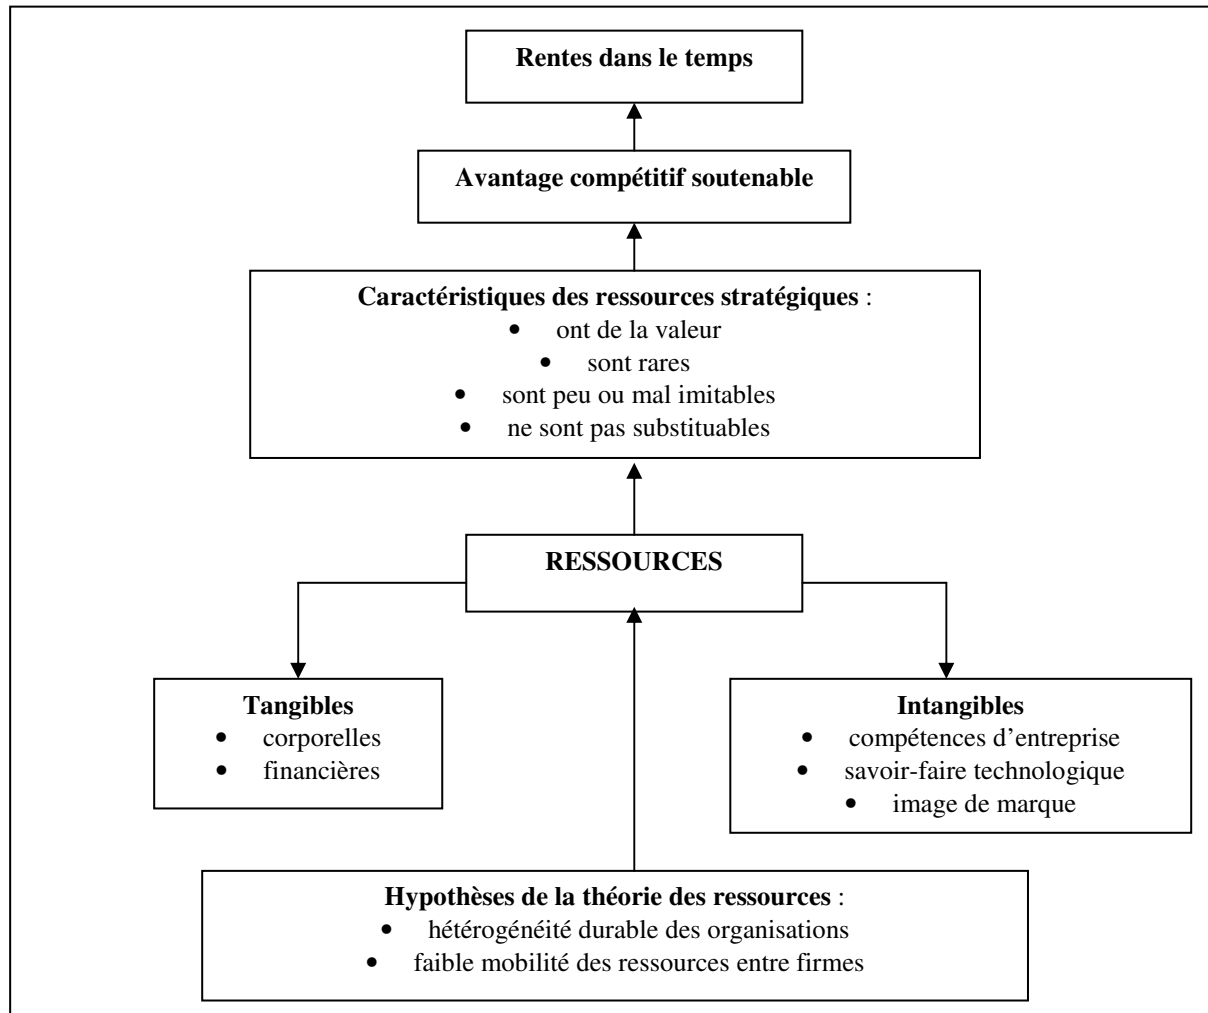 Rentes dans le temps
Avantage compétitif soutenable
Caractéristiques des ressources stratégiques :
• ont de la valeur
• sont rares
• sont peu ou mal imitables
• ne sont pas substituables
RESSOURCES
Tangibles
• corporelles
• financières
Intangibles
• compétences d’entreprise
• savoir-faire technologique
• image de marque
Hypothèses de la théorie des ressources :
• hétérogénéité durable des organisations
• faible mobilité des ressources entre firmes